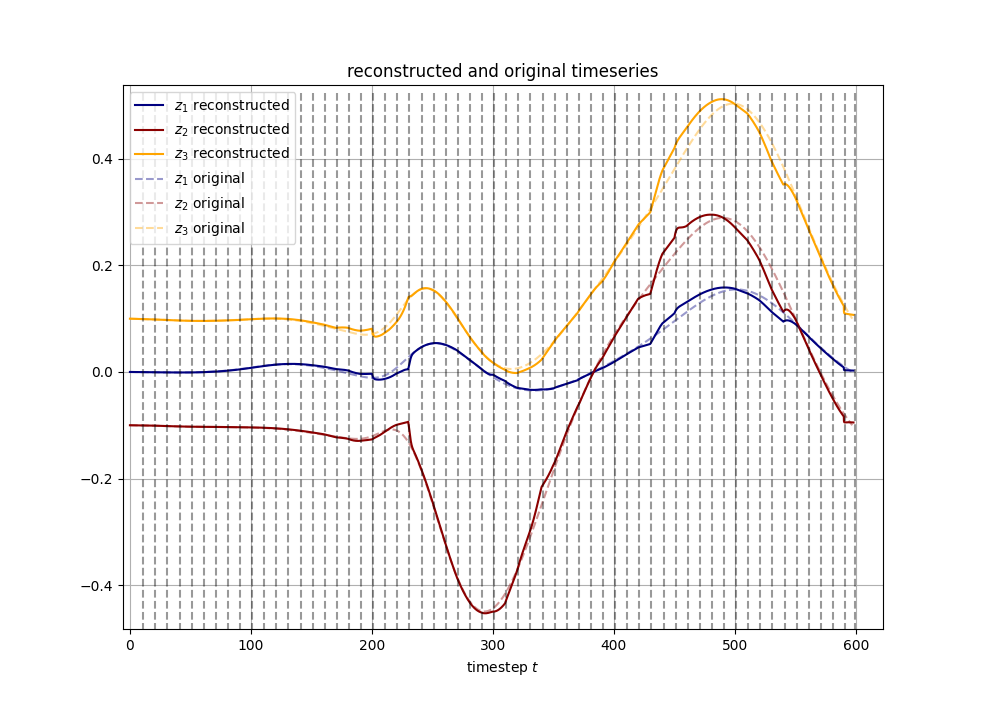 reconstructed and original timeseries
z₁ reconstructed
z₂ reconstructed
z₃ reconstructed
z₁ original
z₂ original
z₃ original
0.4
0.2
0.0
−0.2
−0.4
0 100 200 300 400 500 600
timestep t